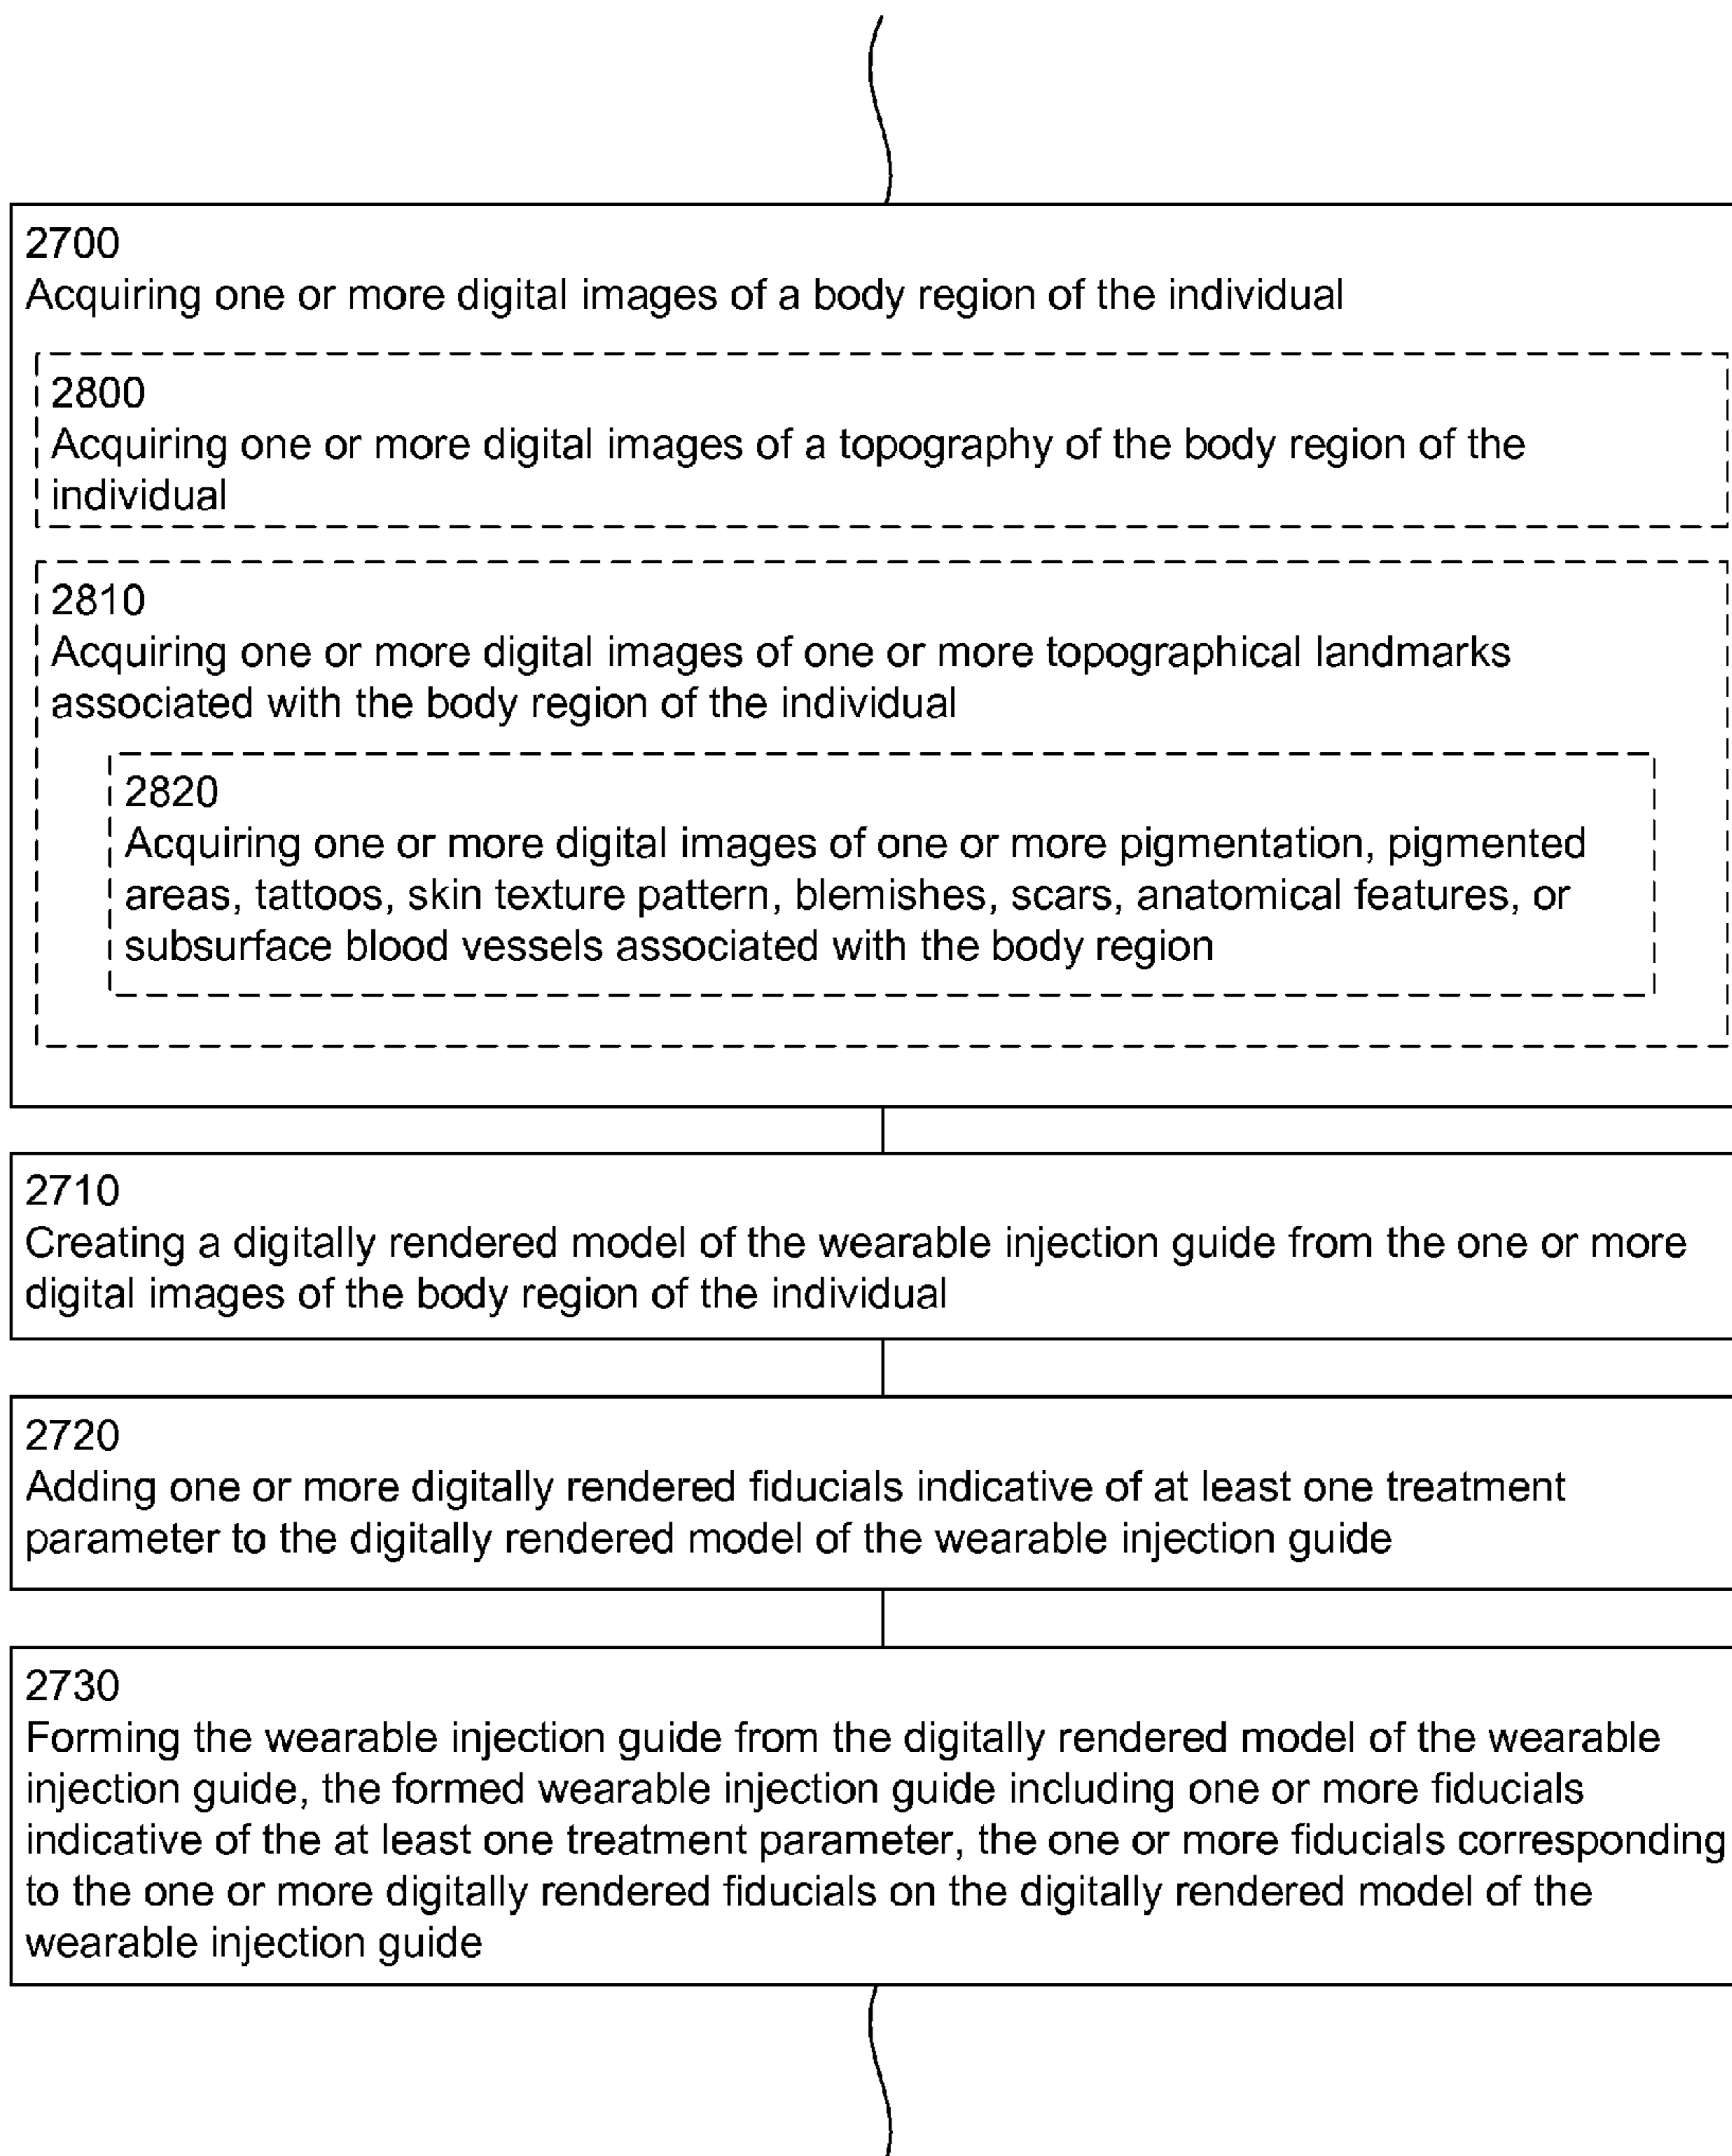 2700
Acquiring one or more digital images of a body region of the individual
2800
Acquiring one or more digital images of a topography of the body region of the
individual
2810
Acquiring one or more digital images of one or more topographical landmarks
associated with the body region of the individual
2820
Acquiring one or more digital images of one or more pigmentation, pigmented
areas, tattoos, skin texture pattern, blemishes, scars, anatomical features, or
subsurface blood vessels associated with the body region
2710
Creating a digitally rendered model of the wearable injection guide from the one or more
digital images of the body region of the individual
2720
Adding one or more digitally rendered fiducials indicative of at least one treatment
parameter to the digitally rendered model of the wearable injection guide
2730
Forming the wearable injection guide from the digitally rendered model of the wearable
injection guide, the formed wearable injection guide including one or more fiducials
indicative of the at least one treatment parameter, the one or more fiducials corresponding
to the one or more digitally rendered fiducials on the digitally rendered model of the
wearable injection guide